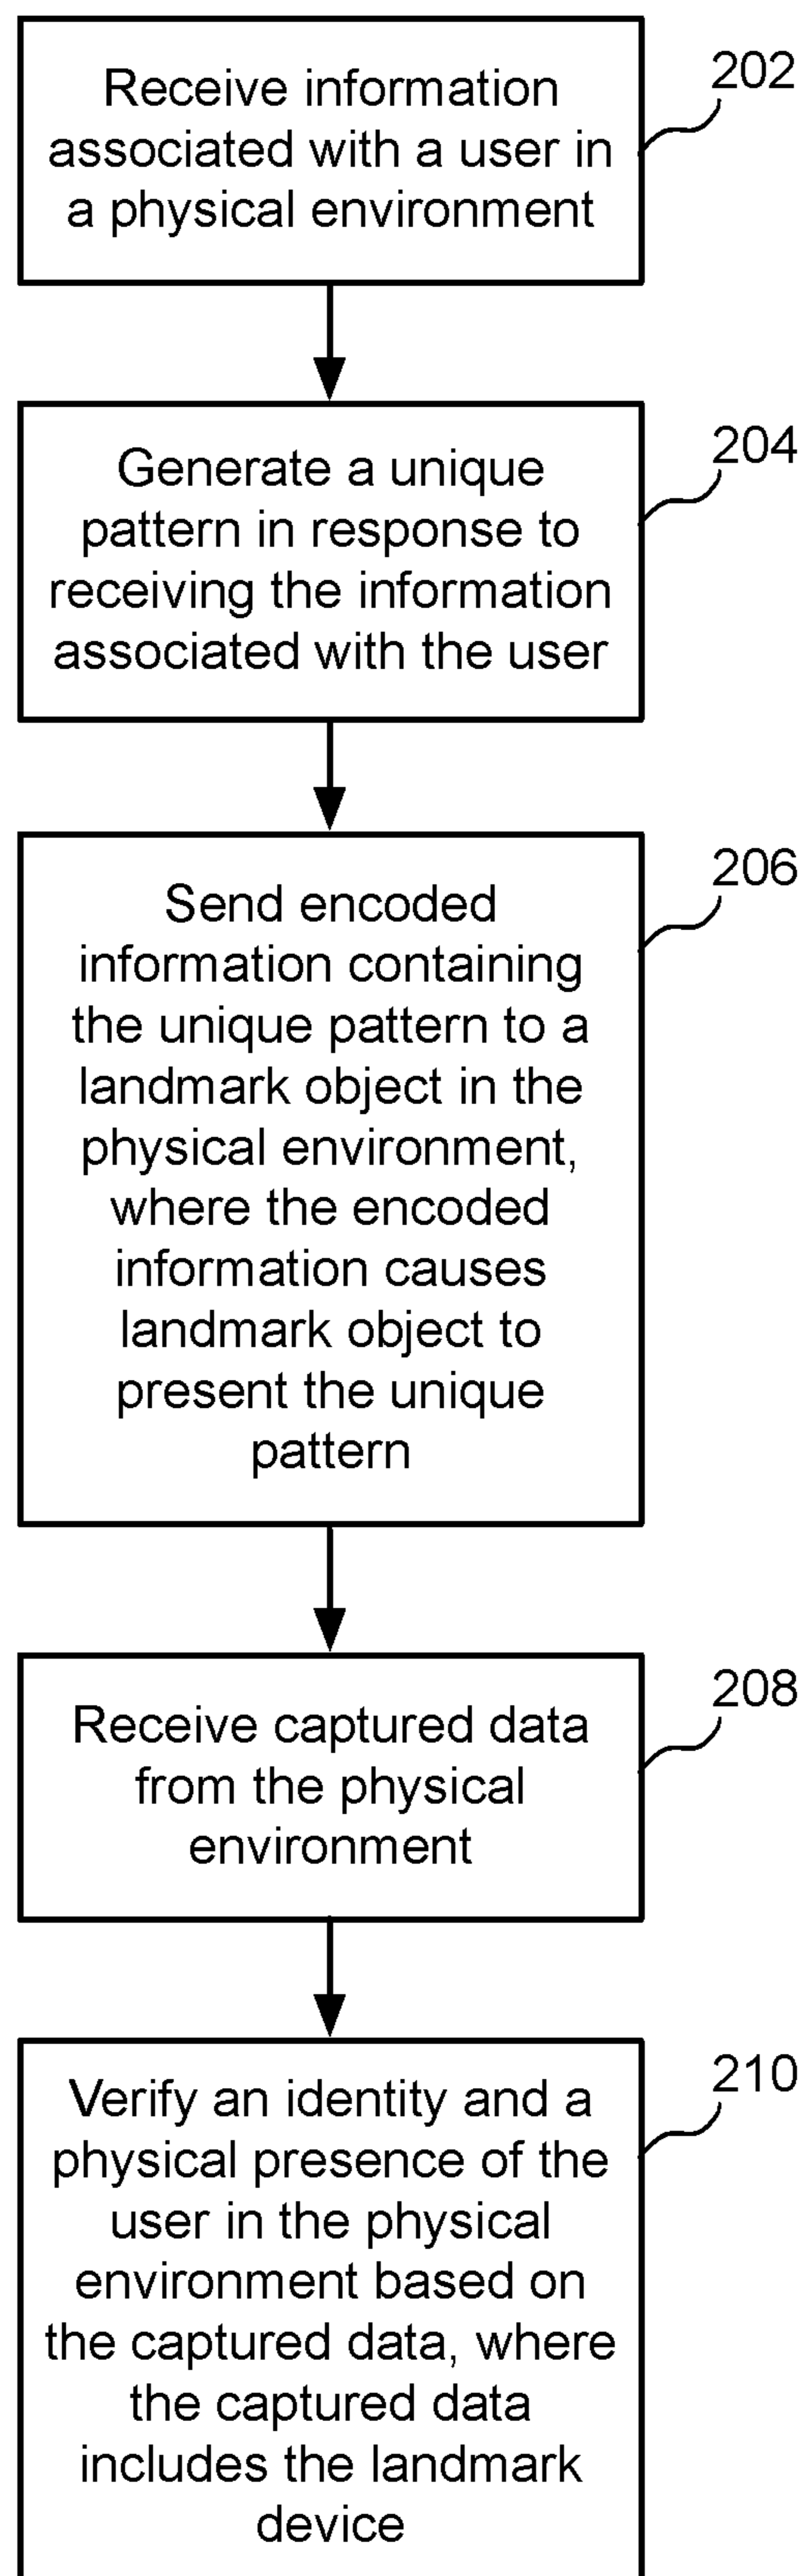 Receive information
associated with a user in
a physical environment
202
Generate a unique
pattern in response to
receiving the information
associated with the user
204
Send encoded
information containing
the unique pattern to a
landmark object in the
physical environment,
where the encoded
information causes
landmark object to
present the unique
pattern
206
Receive captured data
from the physical
environment
208
Verify an identity and a
physical presence of the
user in the physical
environment based on
the captured data, where
the captured data
includes the landmark
device
210